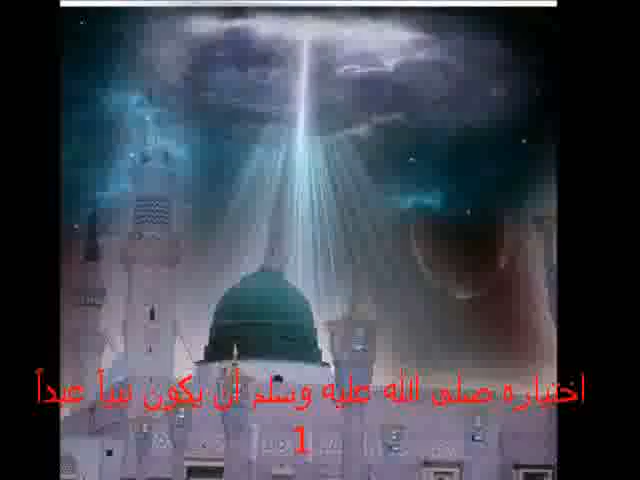 اختياره صلى الله عليه وسلم أن يكون نبياً عبداً
1